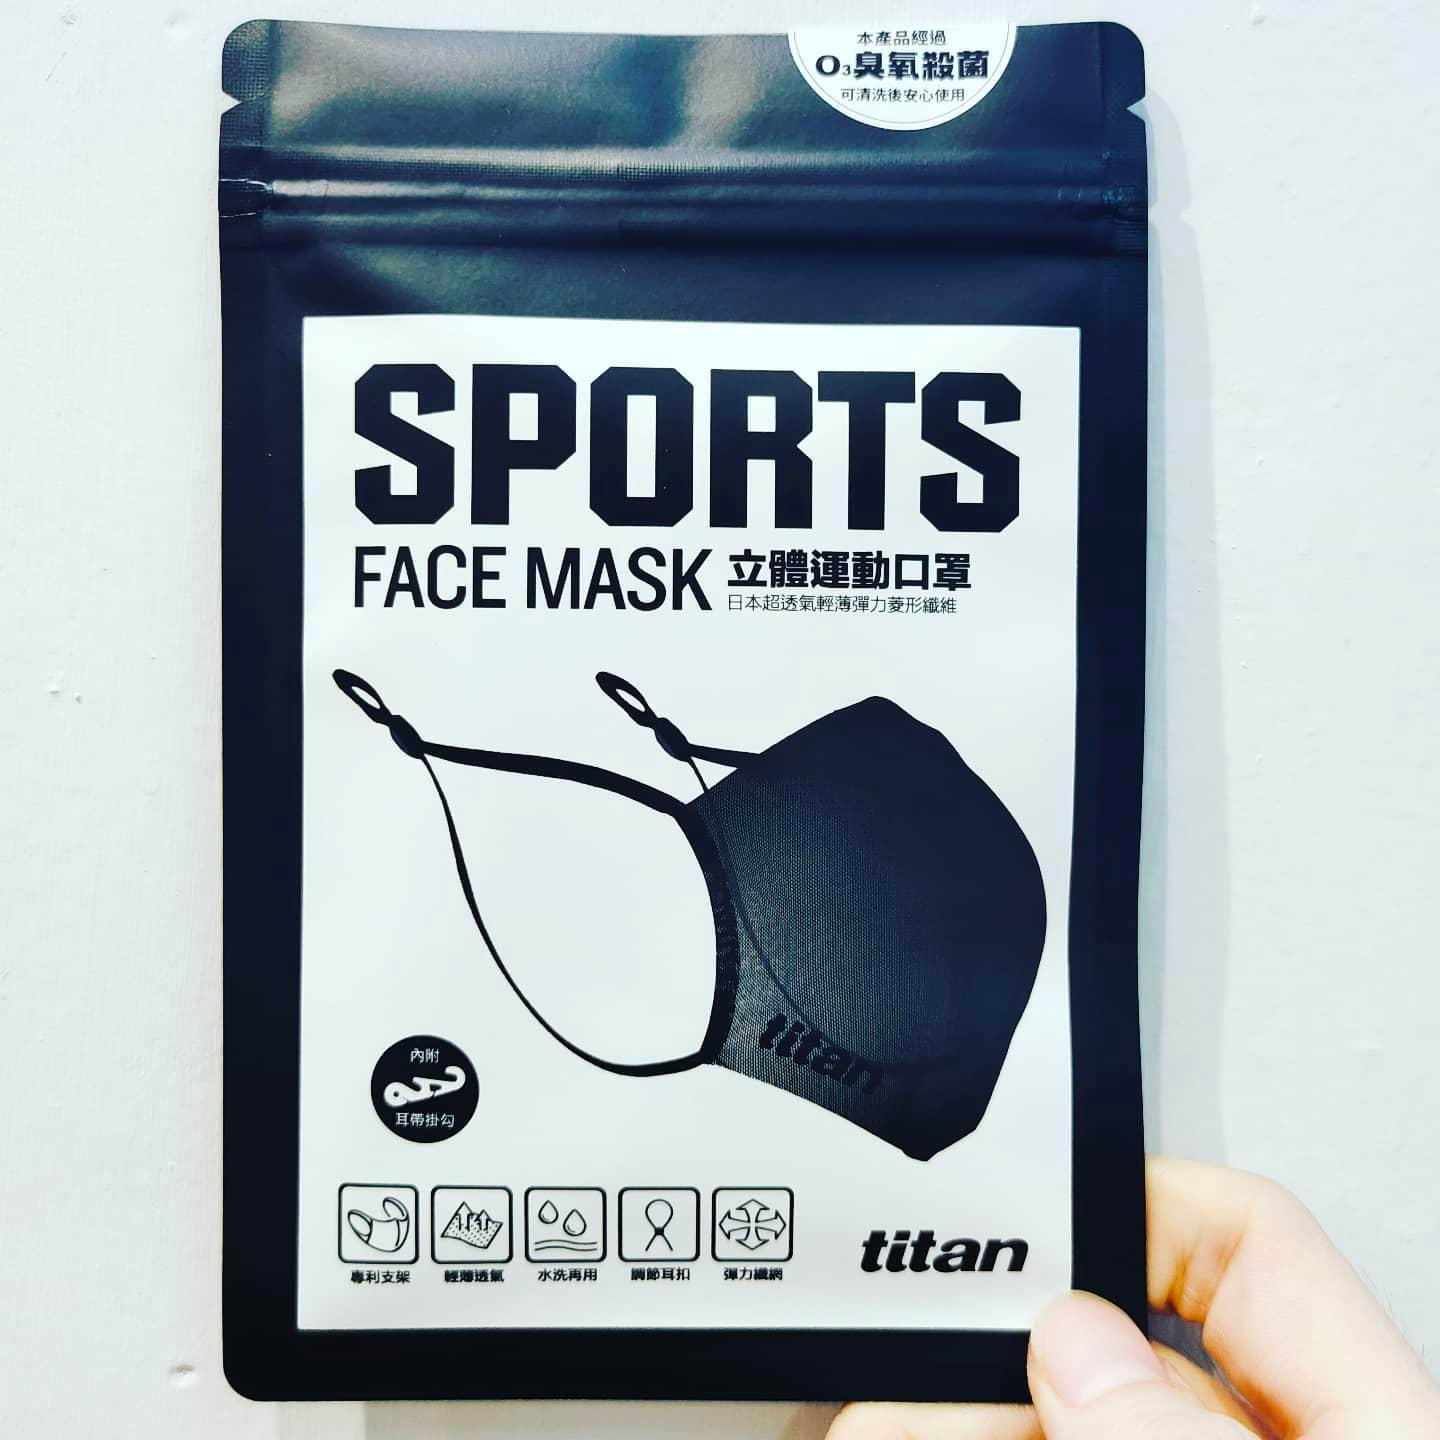 本產品經過
O₃臭氧殺菌
可清洗後安心使用
SPORTS
FACE MASK 立體運動口罩
日本超透氣輕薄彈力菱形纖維
titan
內附
耳帶掛勾
專利支架 輕薄透氣 水洗再用 調節耳扣 彈力纖網
titan